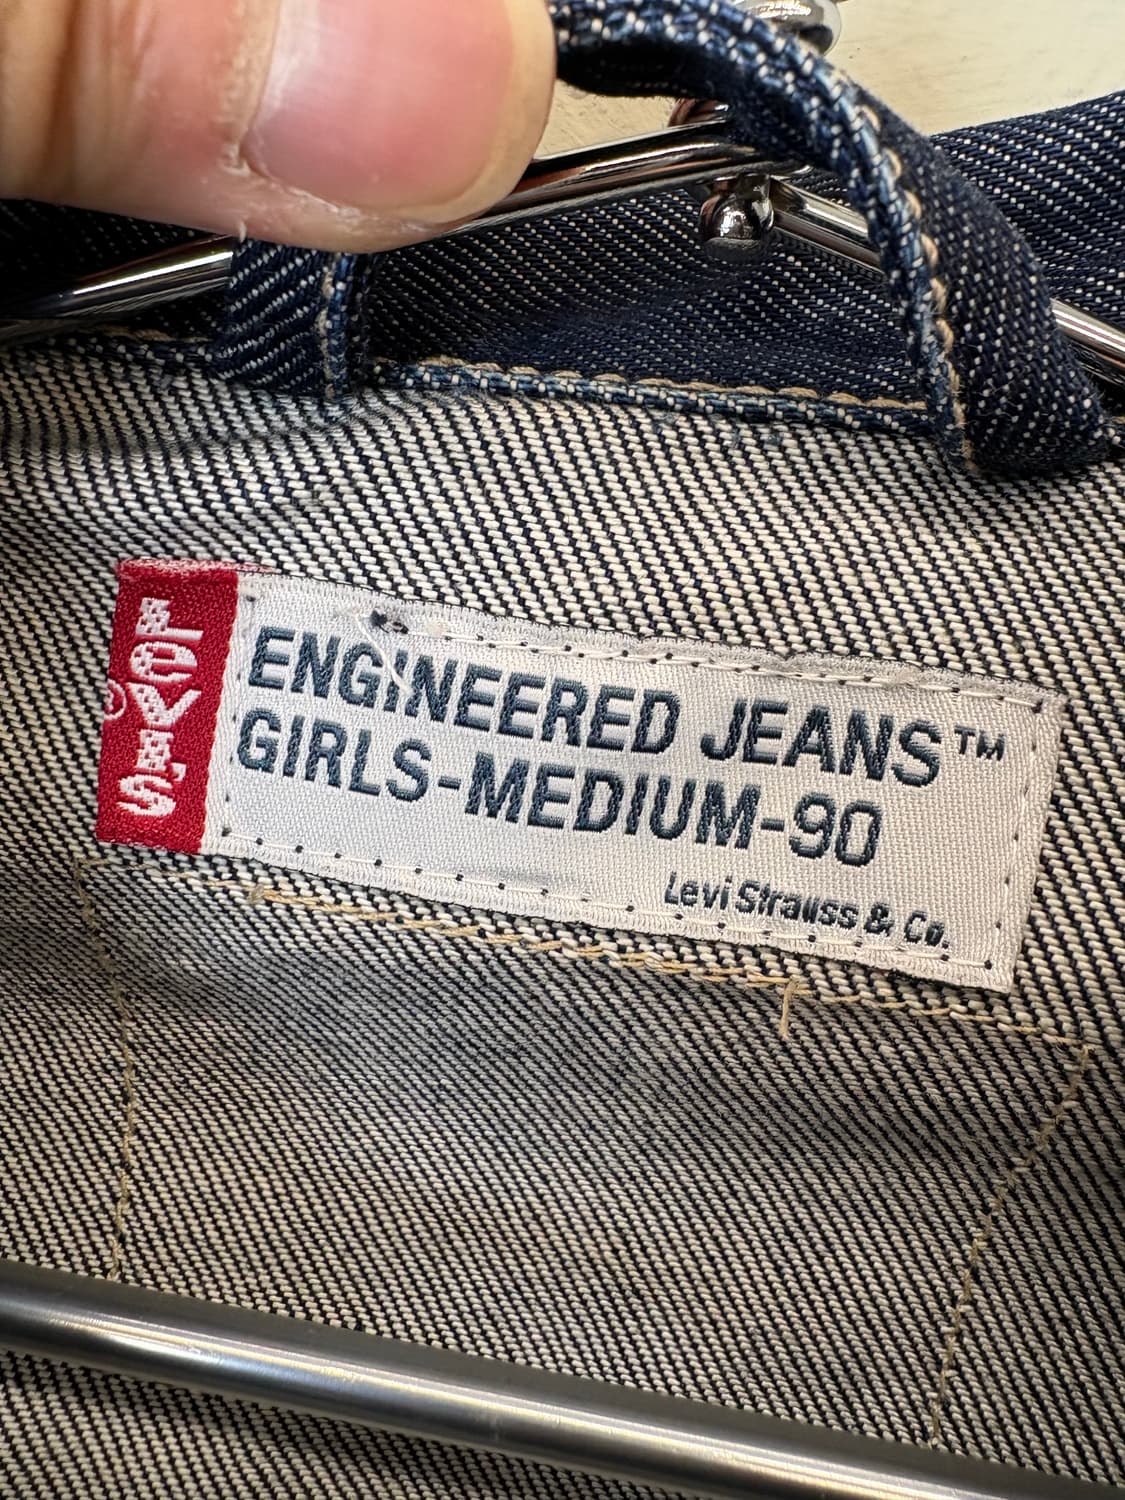 LEVI'S®
ENGINEERED JEANS™
GIRLS-MEDIUM-90
Levi Strauss & Co.